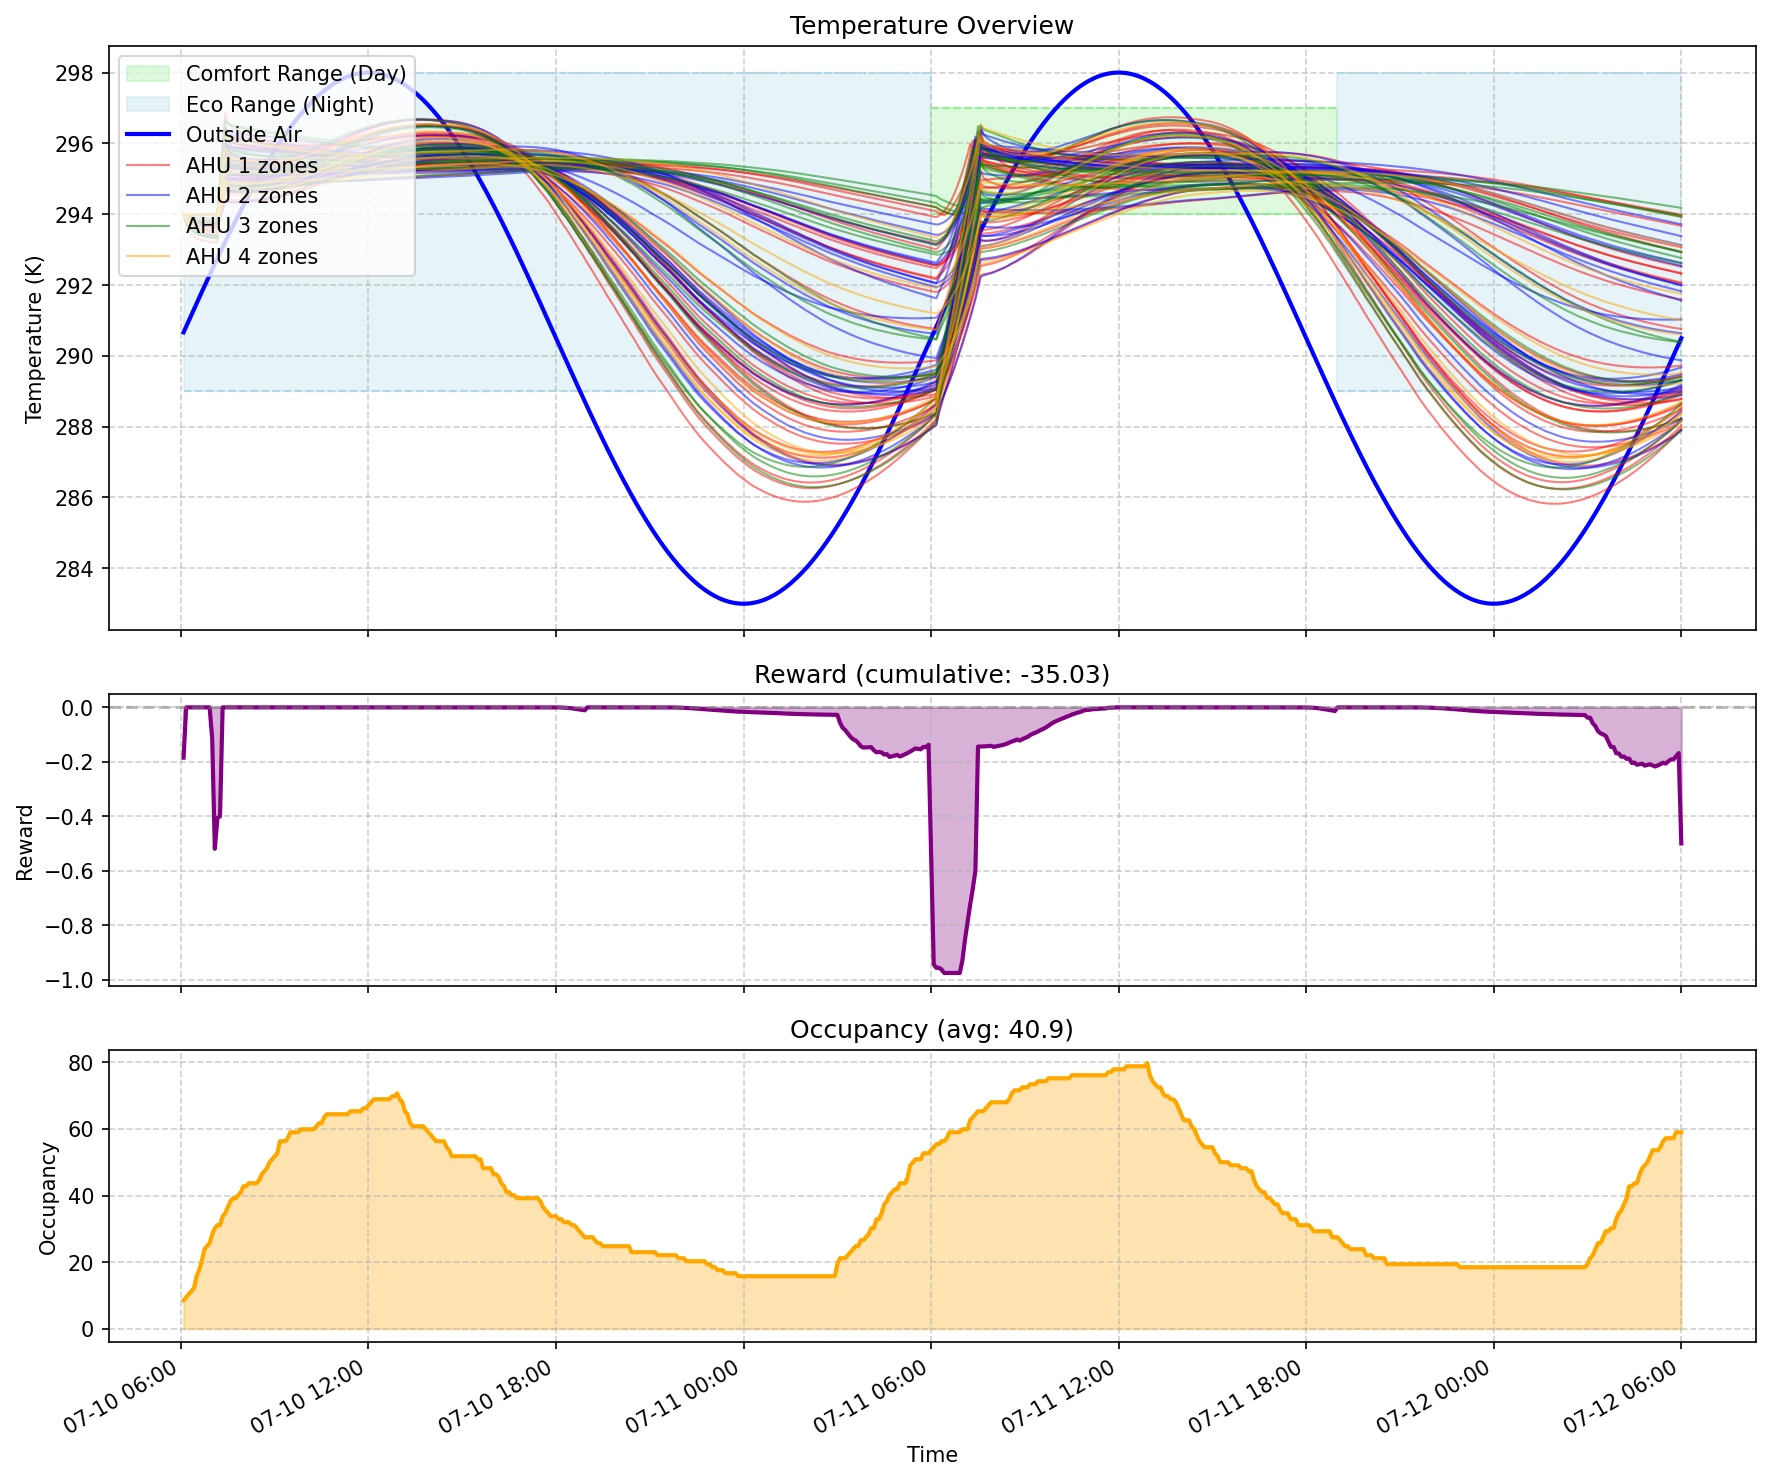 Temperature Overview
298
296
294
292
290
288
286
284
Temperature (K)
Comfort Range (Day)
Eco Range (Night)
Outside Air
AHU 1 zones
AHU 2 zones
AHU 3 zones
AHU 4 zones
Reward (cumulative: -35.03)
0.0
−0.2
−0.4
−0.6
−0.8
−1.0
Reward
Occupancy (avg: 40.9)
80
60
40
20
0
Occupancy
07-10 06:00
07-10 12:00
07-10 18:00
07-11 00:00
07-11 06:00
07-11 12:00
07-11 18:00
07-12 00:00
07-12 06:00
Time